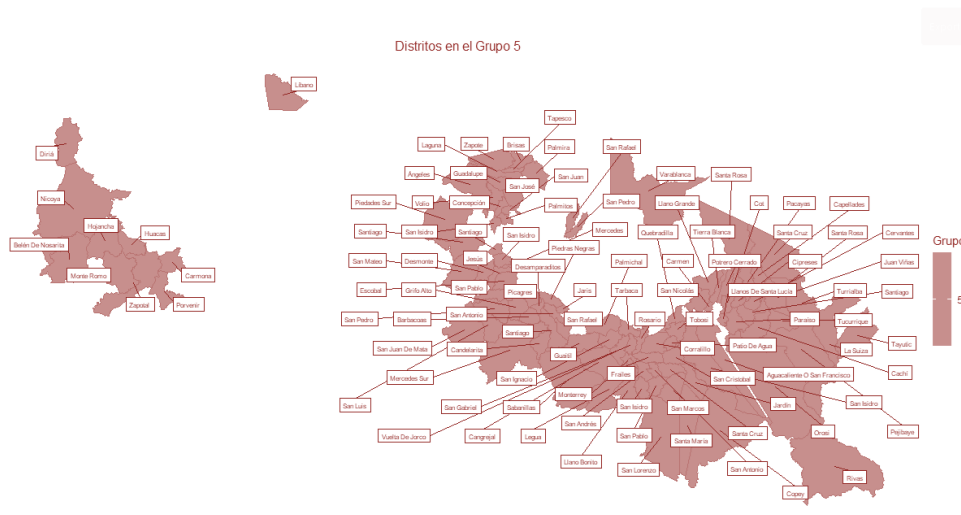 Distritos en el Grupo 5
Líbano
Tapesco
Laguna
Zapote
Brisas
Palmira
San Rafael
Diriá
Ángeles
Guadalupe
San José
San Juan
Varablanca
Santa Rosa
Nicoya
Piedades Sur
Volio
Concepción
Palmitos
San Pedro
Llano Grande
Cot
Pacayas
Capellades
Hojancha
Huacas
Santiago
San Isidro
Santiago
San Isidro
Mercedes
Quebradilla
Tierra Blanca
Santa Cruz
Santa Rosa
Cervantes
Belén De Nosarita
Piedras Negras
San Mateo
Desmonte
Jesús
Desamparaditos
Palmichal
Carmen
Potrero Cerrado
Cipreses
Juan Viñas
Grupo
Monte Romo
Carmona
Escobal
Grifo Alto
San Pablo
Picagres
Jaris
Tarbaca
San Nicolás
Llanos De Santa Lucía
Turrialba
Santiago
Zapotal
Porvenir
San Pedro
Barbacoas
San Antonio
San Rafael
Rosario
Tobosi
Paraíso
Tucurrique
Santiago
San Juan De Mata
Candelarita
Guaitil
Corralillo
Patio De Agua
La Suiza
Tayutic
Mercedes Sur
San Ignacio
Frailes
San Cristobal
Aguacaliente O San Francisco
Cachí
San Luis
San Gabriel
Sabanillas
Monterrey
San Isidro
San Marcos
Jardín
San Isidro
Vuelta De Jorco
Cangrejal
Legua
San Andrés
San Pablo
Santa María
Santa Cruz
Orosi
Pejibaye
Llano Bonito
San Lorenzo
San Antonio
Copey
Rivas